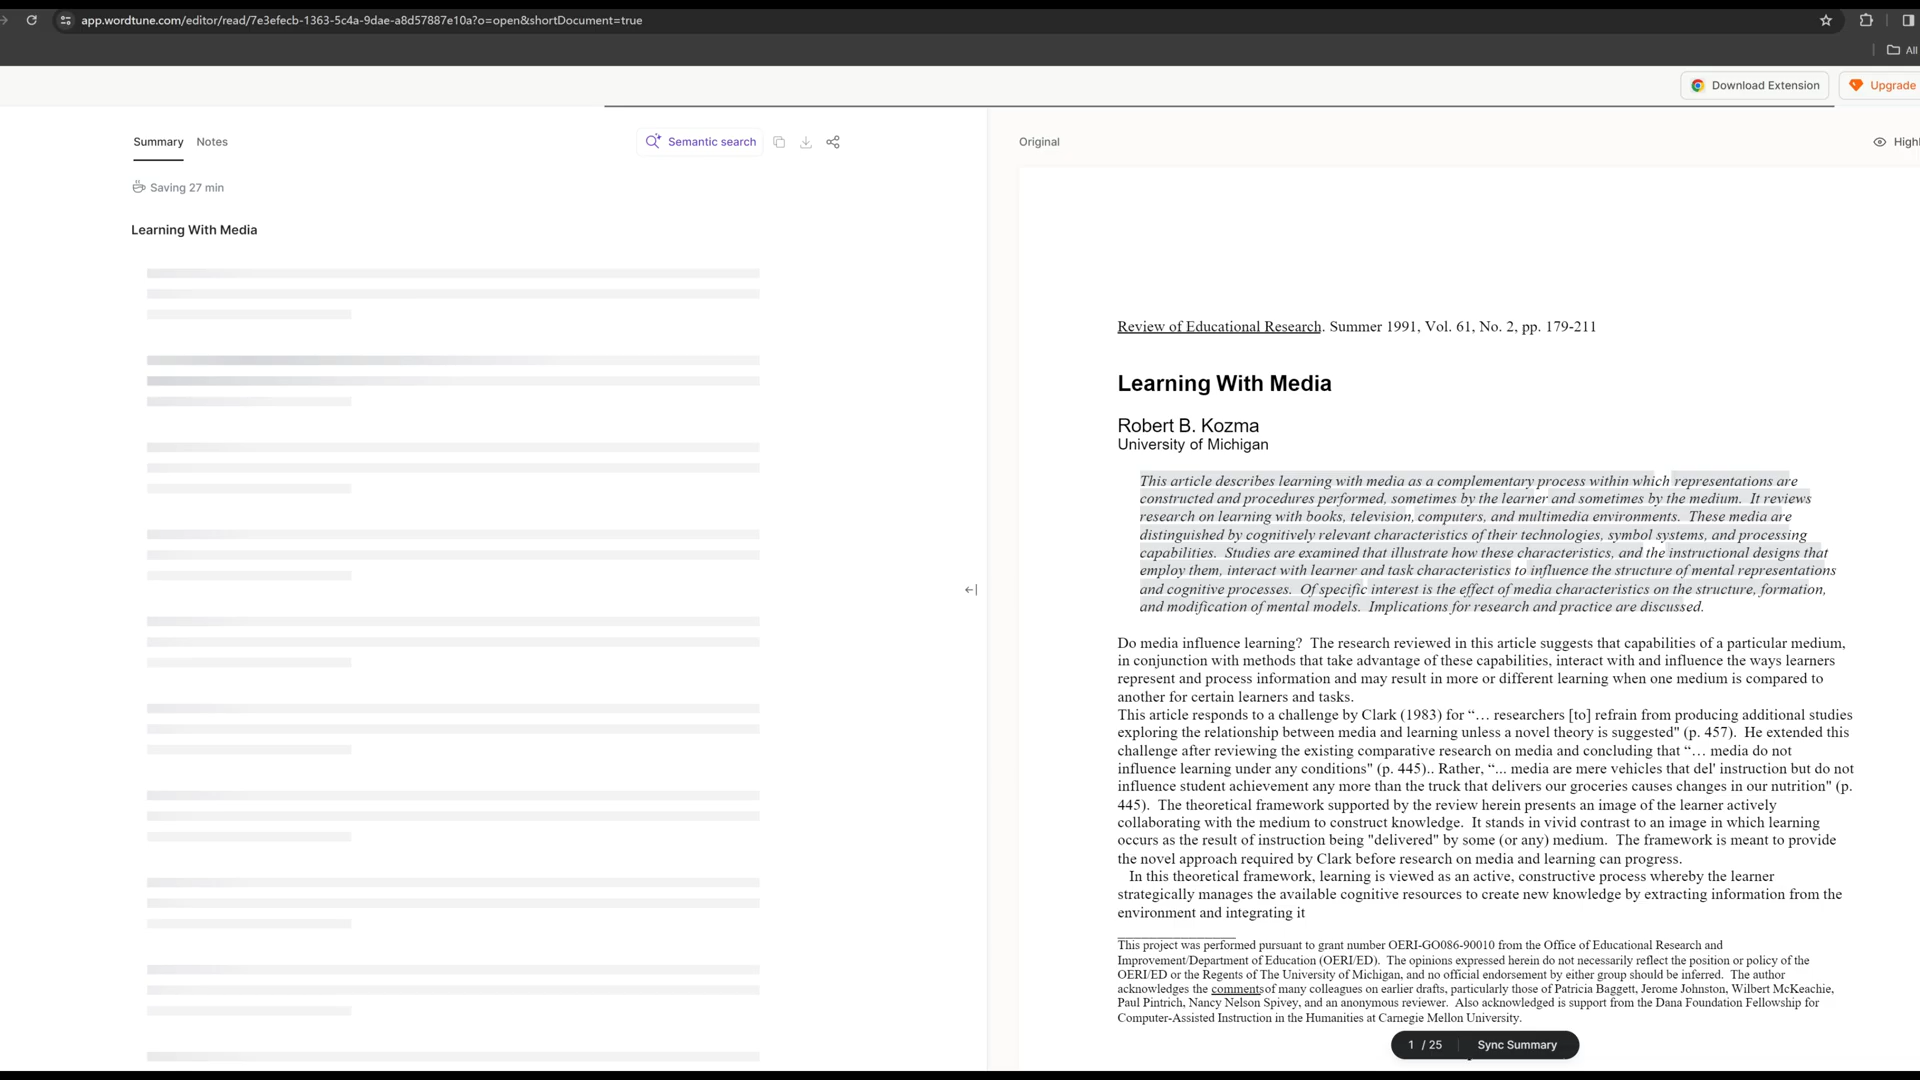 app.wordtune.com/editor/read/7e3efecb-1363-5c4a-9dae-a8d57887e10a?o=open&shortDocument=true
All
Download Extension
Upgrade
Summary
Notes
Semantic search
Saving 27 min
Learning With Media
Original
Highl
Review of Educational Research. Summer 1991, Vol. 61, No. 2, pp. 179-211
Learning With Media
Robert B. Kozma
University of Michigan
This article describes learning with media as a complementary process within which representations are
constructed and procedures performed, sometimes by the learner and sometimes by the medium.  It reviews
research on learning with books, television, computers, and multimedia environments.  These media are
distinguished by cognitively relevant characteristics of their technologies, symbol systems, and processing
capabilities.  Studies are examined that illustrate how these characteristics, and the instructional designs that
employ them, interact with learner and task characteristics to influence the structure of mental representations
and cognitive processes.  Of specific interest is the effect of media characteristics on the structure, formation,
and modification of mental models.  Implications for research and practice are discussed.
Do media influence learning?  The research reviewed in this article suggests that capabilities of a particular medium,
in conjunction with methods that take advantage of these capabilities, interact with and influence the ways learners
represent and process information and may result in more or different learning when one medium is compared to
another for certain learners and tasks.
This article responds to a challenge by Clark (1983) for “… researchers [to] refrain from producing additional studies
exploring the relationship between media and learning unless a novel theory is suggested" (p. 457).  He extended this
challenge after reviewing the existing comparative research on media and concluding that “… media do not
influence learning under any conditions" (p. 445).. Rather, “... media are mere vehicles that del' instruction but do not
influence student achievement any more than the truck that delivers our groceries causes changes in our nutrition" (p.
445).  The theoretical framework supported by the review herein presents an image of the learner actively
collaborating with the medium to construct knowledge.  It stands in vivid contrast to an image in which learning
occurs as the result of instruction being "delivered" by some (or any) medium.  The framework is meant to provide
the novel approach required by Clark before research on media and learning can progress.
In this theoretical framework, learning is viewed as an active, constructive process whereby the learner
strategically manages the available cognitive resources to create new knowledge by extracting information from the
environment and integrating it
This project was performed pursuant to grant number OERI-GO086-90010 from the Office of Educational Research and
Improvement/Department of Education (OERI/ED).  The opinions expressed herein do not necessarily reflect the position or policy of the
OERI/ED or the Regents of The University of Michigan, and no official endorsement by either group should be inferred.  The author
acknowledges the commentsof many colleagues on earlier drafts, particularly those of Patricia Baggett, Jerome Johnston, Wilbert McKeachie,
Paul Pintrich, Nancy Nelson Spivey, and an anonymous reviewer.  Also acknowledged is support from the Dana Foundation Fellowship for
Computer-Assisted Instruction in the Humanities at Carnegie Mellon University.
1 / 25
Sync Summary